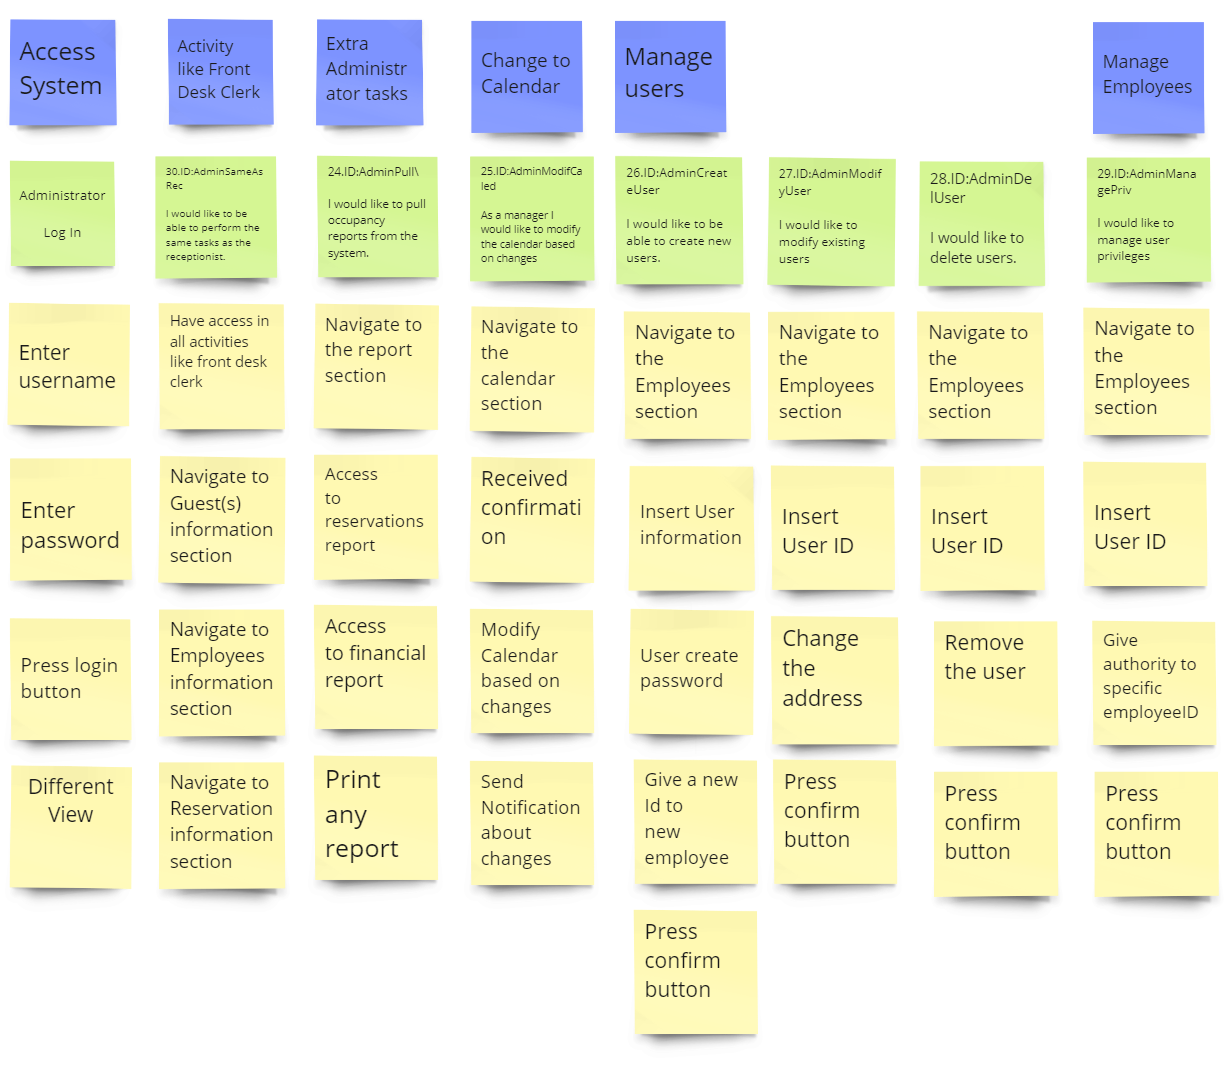 Access
System
Activity
like Front
Desk Clerk
Extra
Administr
ator tasks
Change to
Calendar
Manage
users
Manage
Employees
Administrator
Log In
30.ID:AdminSameAs
Rec
I would like to be
able to perform the
same tasks as the
receptionist.
24.ID:AdminPull\
I would like to pull
occupancy
reports from the
system.
25.ID:AdminModifCa
led
As a manager I
would like to modify
the calendar based
on changes
26.ID:AdminCreat
eUser
I would like to be
able to create new
users.
27.ID:AdminModif
yUser
I would like to
modify existing
users
28.ID:AdminDe
lUser
I would like to
delete users.
29.ID:AdminMana
gePriv
I would like to
manage user
privileges
Enter
username
Have access in
all activities
like front desk
clerk
Navigate to
the report
section
Navigate to
the
calendar
section
Navigate to
the
Employees
section
Navigate to
the
Employees
section
Navigate to
the
Employees
section
Navigate to
the
Employees
section
Enter
password
Navigate to
Guest(s)
information
section
Access
to
reservations
report
Received
confirmati
on
Insert User
information
Insert
User ID
Insert
User ID
Insert
User ID
Press login
button
Navigate to
Employees
information
section
Access
to financial
report
Modify
Calendar
based on
changes
User create
password
Change
the
address
Remove
the user
Give
authority to
specific
employeeID
Different
View
Navigate to
Reservation
information
section
Print
any
report
Send
Notification
about
changes
Give a new
Id to
new
employee
Press
confirm
button
Press
confirm
button
Press
confirm
button
Press
confirm
button